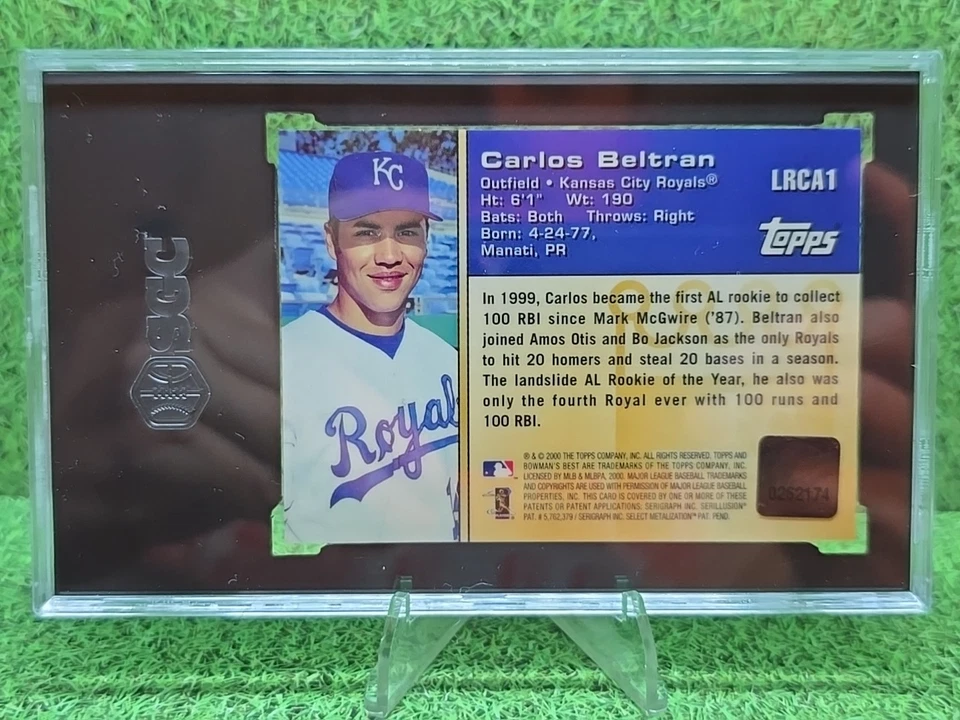 SGC
KC
Royal
Carlos Beltran
Outfield • Kansas City Royals®
Ht: 6'1" Wt: 190
Bats: Both Throws: Right
Born: 4-24-77,
Manati, PR
LRCA1
Topps
In 1999, Carlos became the first AL rookie to collect
100 RBI since Mark McGwire ('87). Beltran also
joined Amos Otis and Bo Jackson as the only Royals
to hit 20 homers and steal 20 bases in a season.
The landslide AL Rookie of the Year, he also was
only the fourth Royal ever with 100 runs and
100 RBI.
® & © 2000 THE TOPPS COMPANY, INC. ALL RIGHTS RESERVED. TOPPS AND
BOWMAN'S BEST ARE TRADEMARKS OF THE TOPPS COMPANY, INC.
LICENSED BY MLB & MLBPA, 2000. MAJOR LEAGUE BASEBALL TRADEMARKS
AND COPYRIGHTS ARE USED WITH PERMISSION OF MAJOR LEAGUE BASEBALL
PROPERTIES, INC. THIS CARD IS COVERED BY ONE OR MORE OF THESE
PATENTS OR PATENT APPLICATIONS: SERIGRAPH INC. SERILLUSION™
PAT. # 5,762,379 / SERIGRAPH INC. SELECT METALIZATION™ PAT. PEND.
0262174